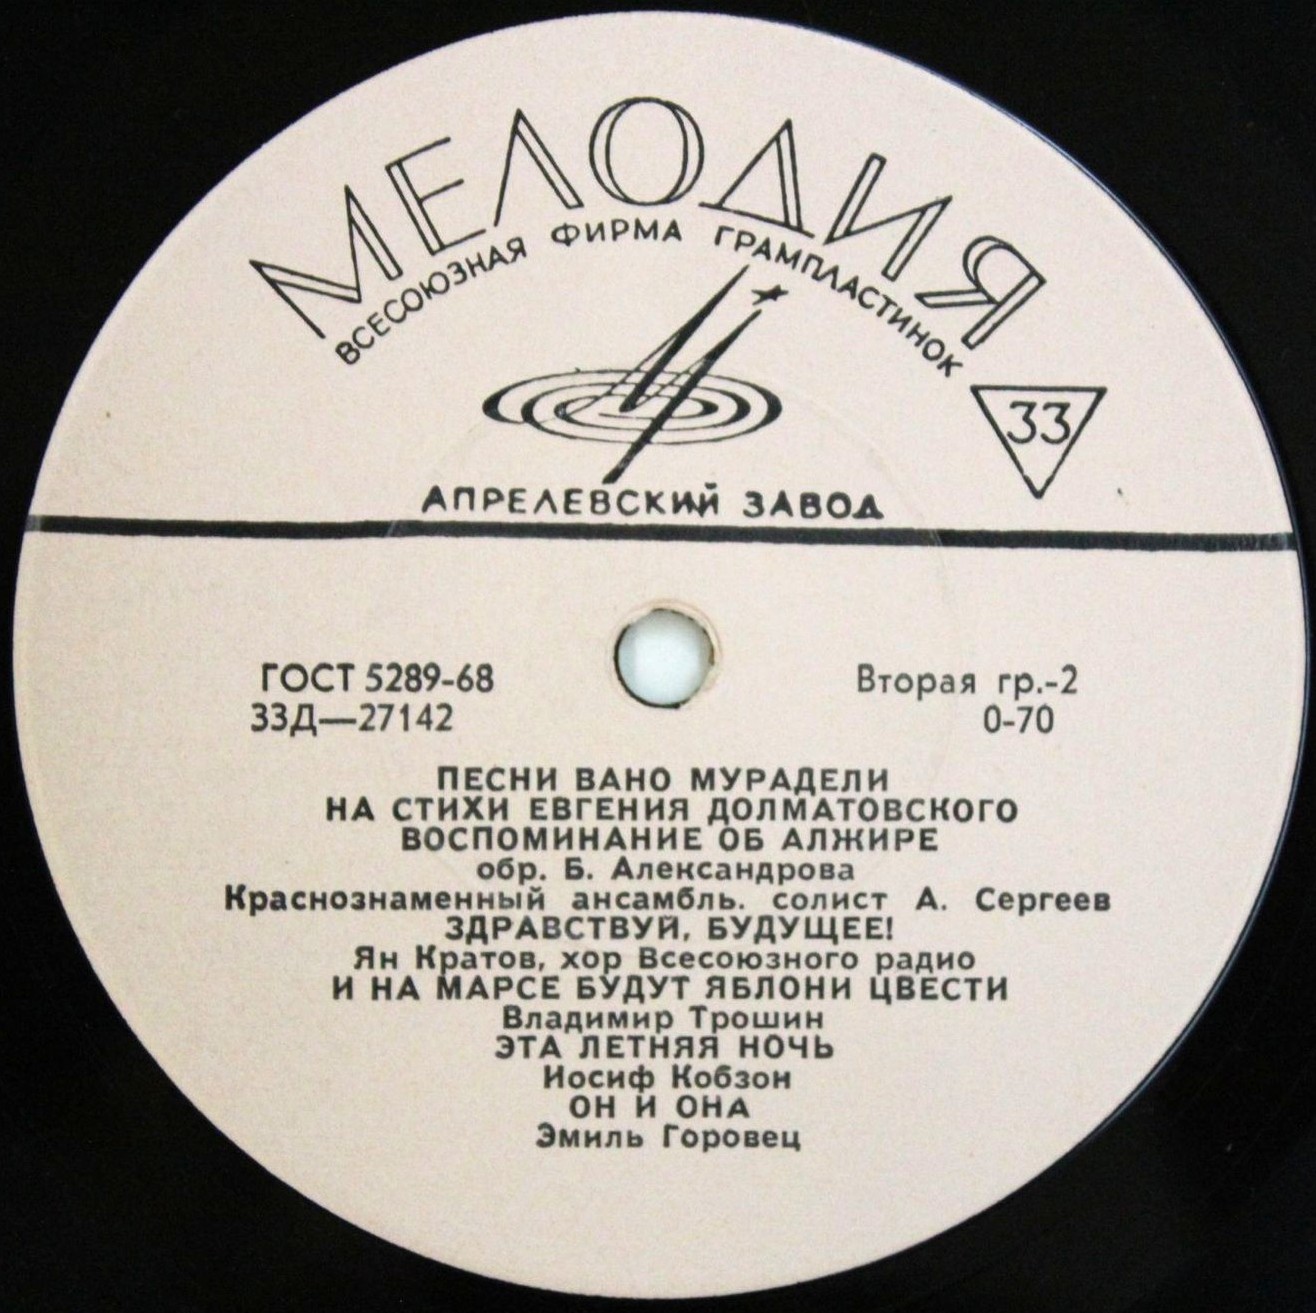 МЕЛОДИЯ
ВСЕСОЮЗНАЯ ФИРМА ГРАМПЛАСТИНОК
33
АПРЕЛЕВСКИЙ ЗАВОД
ГОСТ 5289-68 Вторая гр.-2
33Д—27142 0-70
ПЕСНИ ВАНО МУРАДЕЛИ
НА СТИХИ ЕВГЕНИЯ ДОЛМАТОВСКОГО
ВОСПОМИНАНИЕ ОБ АЛЖИРЕ
обр. Б. Александрова
Краснознаменный ансамбль. солист А. Сергеев
ЗДРАВСТВУЙ, БУДУЩЕЕ!
Ян Кратов, хор Всесоюзного радио
И НА МАРСЕ БУДУТ ЯБЛОНИ ЦВЕСТИ
Владимир Трошин
ЭТА ЛЕТНЯЯ НОЧЬ
Иосиф Кобзон
ОН И ОНА
Эмиль Горовец